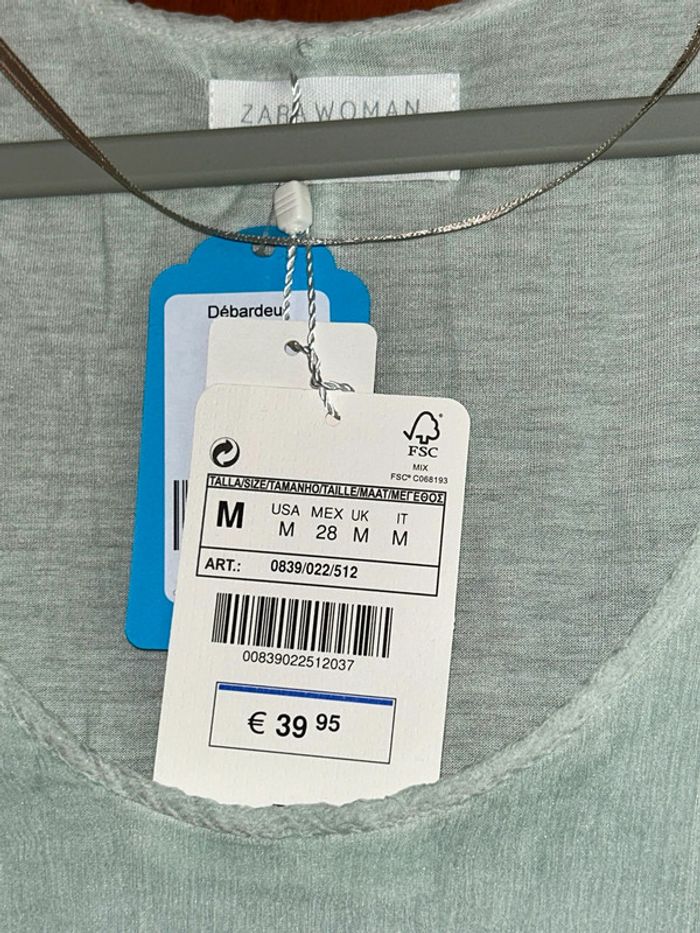 ZARA WOMAN
Débardeu
FSC
MIX
FSC® C068193
TALLA/SIZE/TAMANHO/TAILLE/MAAT/ΜΕΓΕΘΟΣ
M
USA MEX UK IT
M 28 M M
ART.: 0839/022/512
00839022512037
€ 39 95